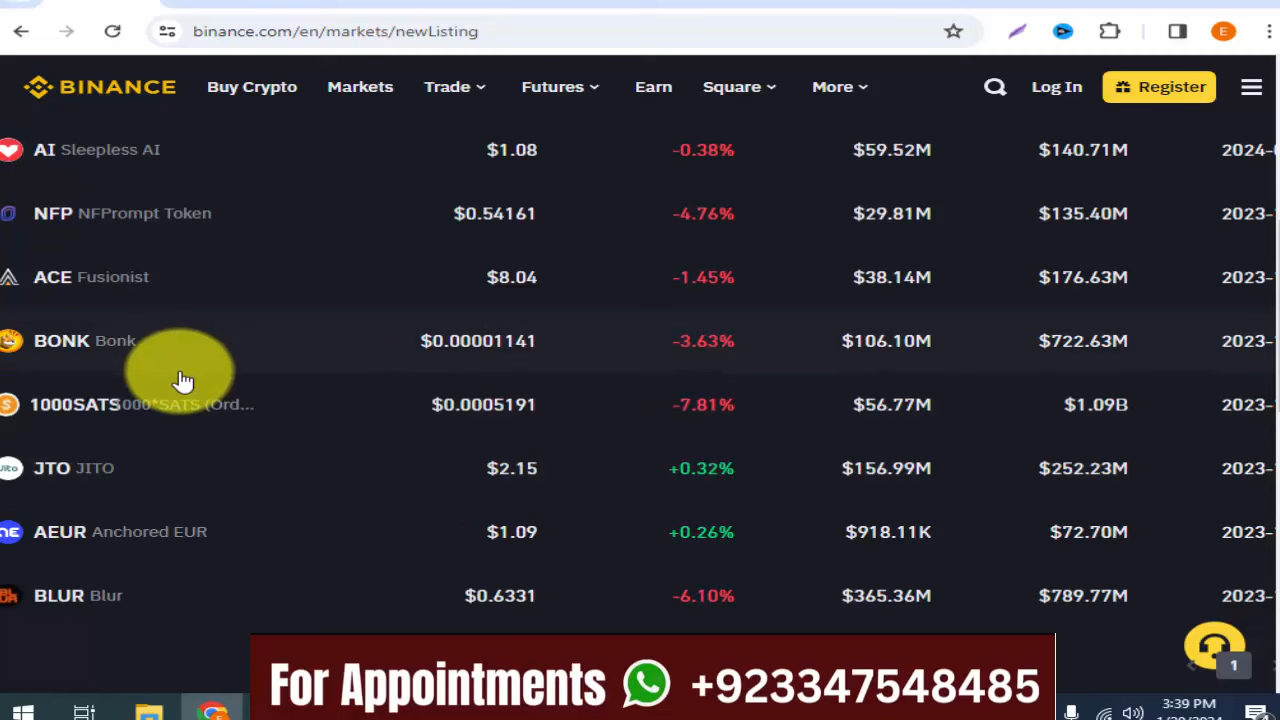 binance.com/en/markets/newListing
E
BINANCE Buy Crypto Markets Trade Futures Earn Square More Log In Register
AI Sleepless AI $1.08 -0.38% $59.52M $140.71M 2024-
NFP NFPrompt Token $0.54161 -4.76% $29.81M $135.40M 2023-
ACE Fusionist $8.04 -1.45% $38.14M $176.63M 2023-
BONK Bonk $0.00001141 -3.63% $106.10M $722.63M 2023-
1000SATS 1000*SATS (Ord... $0.0005191 -7.81% $56.77M $1.09B 2023-
JTO JITO $2.15 +0.32% $156.99M $252.23M 2023-
AEUR Anchored EUR $1.09 +0.26% $918.11K $72.70M 2023-
BLUR Blur $0.6331 -6.10% $365.36M $789.77M 2023-
1
For Appointments +923347548485
3:39 PM